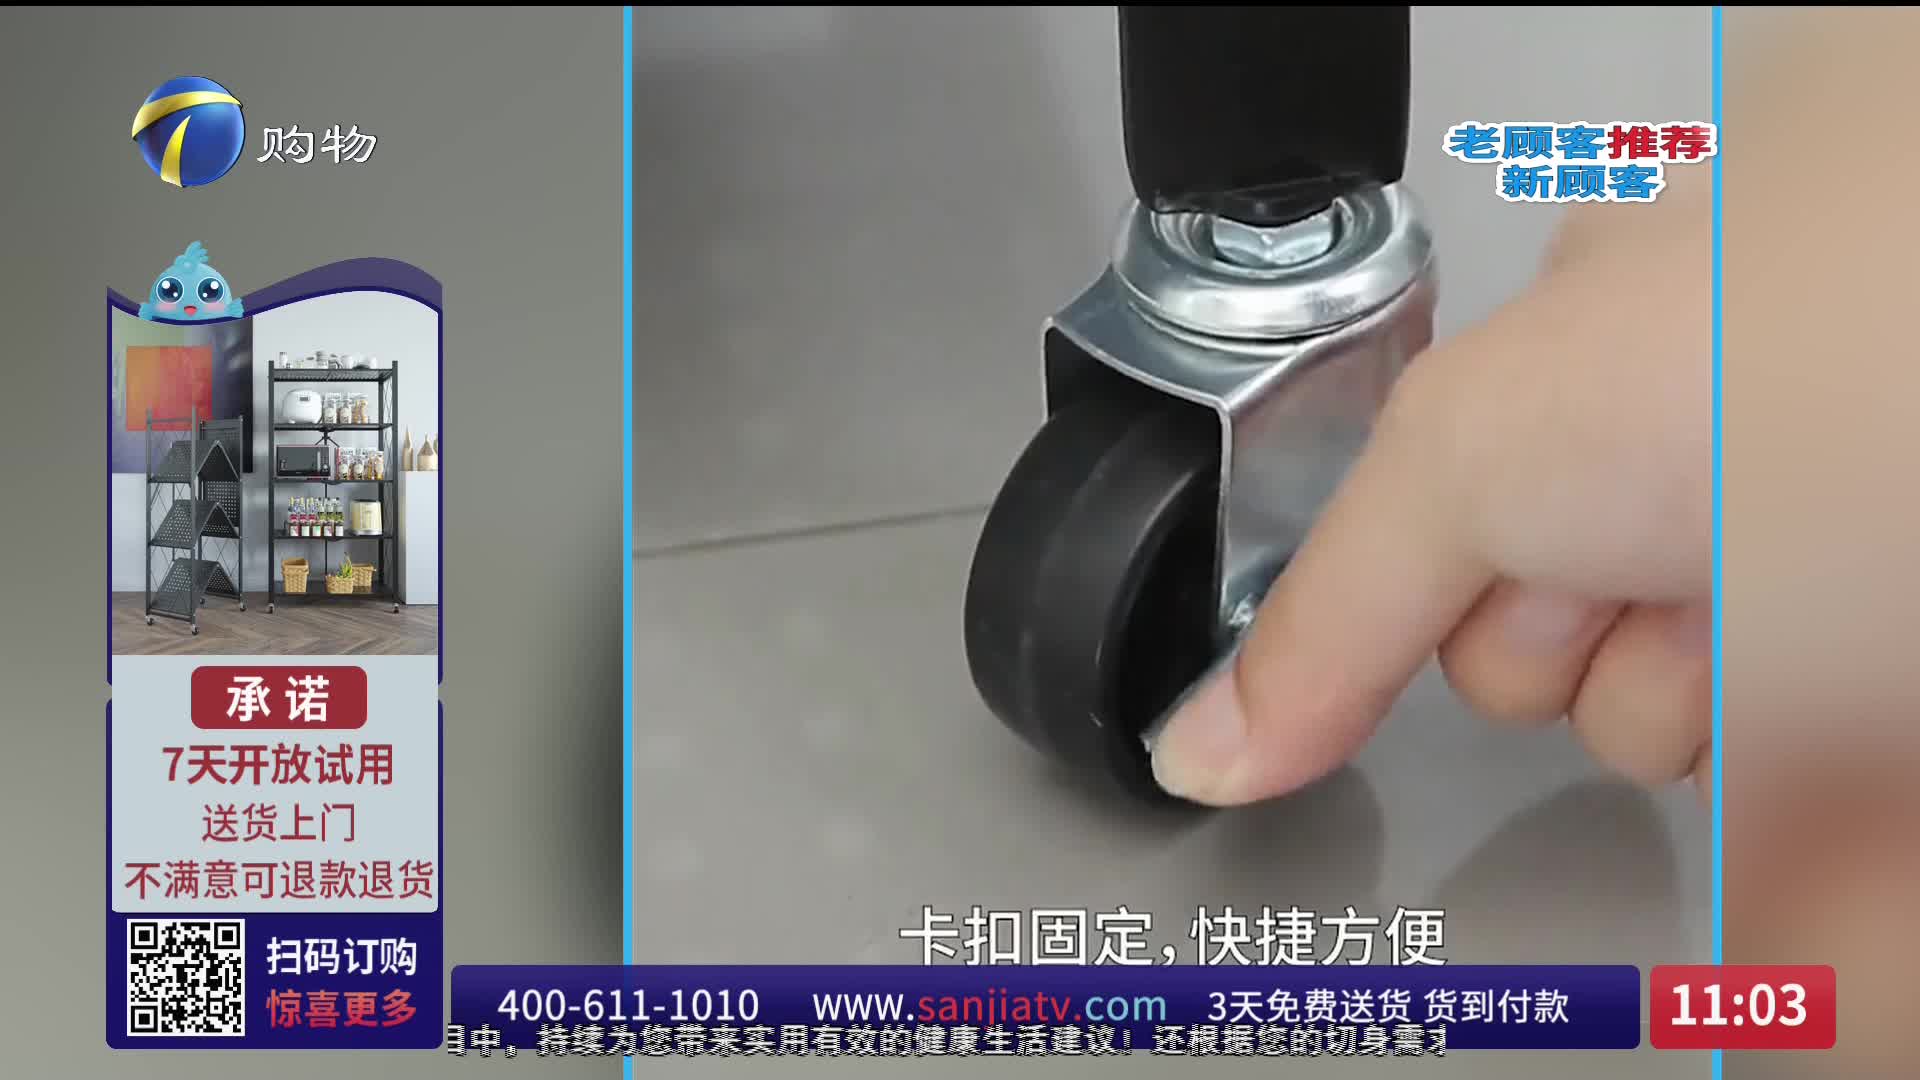 购物
老顾客推荐
新顾客
承诺
7天开放试用
送货上门
不满意可退款退货
扫码订购
惊喜更多
卡扣固定,快捷方便
400-611-1010 www.sanjiatv.com 3天免费送货 货到付款
11:03
目中，持续为您带来实用有效的健康生活建议！还根据您的切身需求